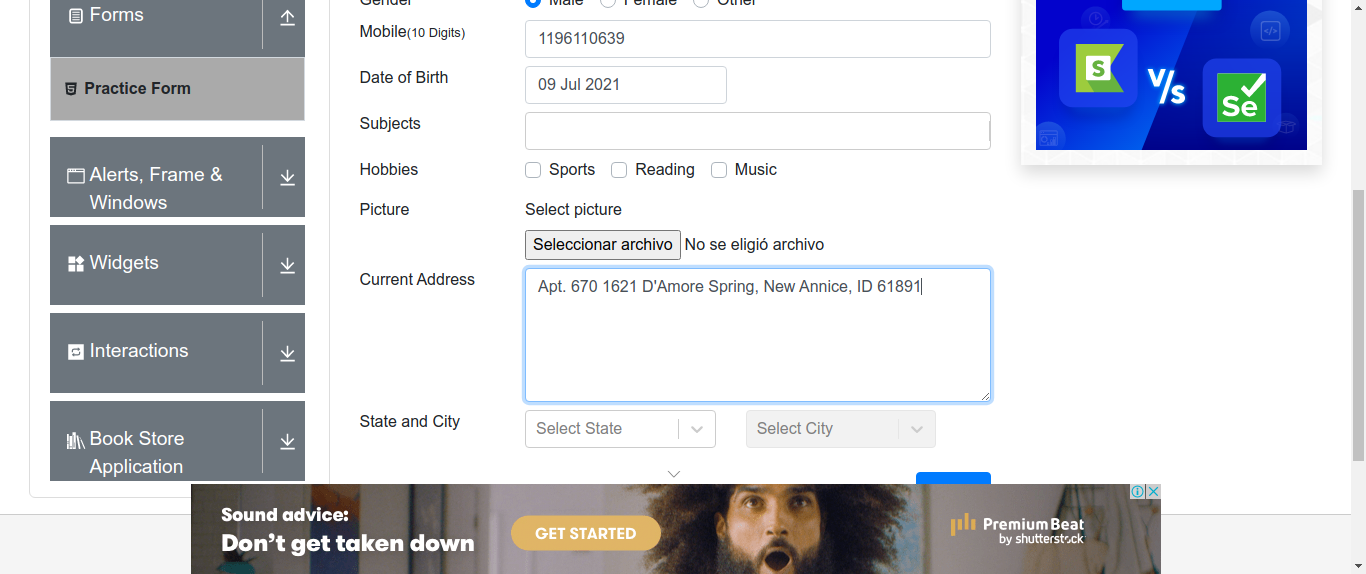 Forms
Practice Form
Alerts, Frame &
Windows
Widgets
Interactions
Book Store
Application
Gender Male Female Other
Mobile(10 Digits) 1196110639
Date of Birth 09 Jul 2021
Subjects
Hobbies Sports Reading Music
Picture Select picture
Seleccionar archivo No se eligió archivo
Current Address Apt. 670 1621 D'Amore Spring, New Annice, ID 61891
State and City Select State Select City
S V/s Se
Sound advice:
Don't get taken down
GET STARTED
PremiumBeat
by shutterstock